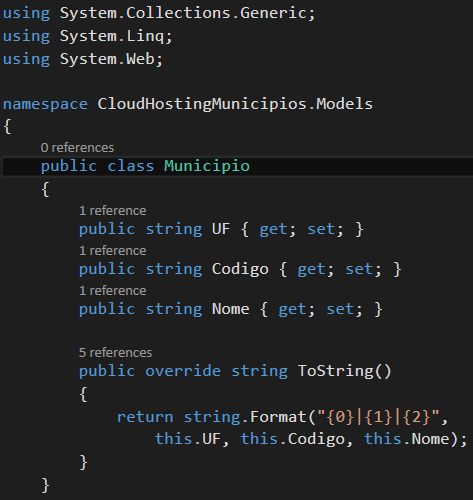 using System.Collections.Generic;
using System.Linq;
using System.Web;
namespace CloudHostingMunicipios.Models
{
0 references
public class Municipio
{
1 reference
public string UF { get; set; }
1 reference
public string Codigo { get; set; }
1 reference
public string Nome { get; set; }
5 references
public override string ToString()
{
return string.Format("{0}|{1}|{2}",
this.UF, this.Codigo, this.Nome);
}
}